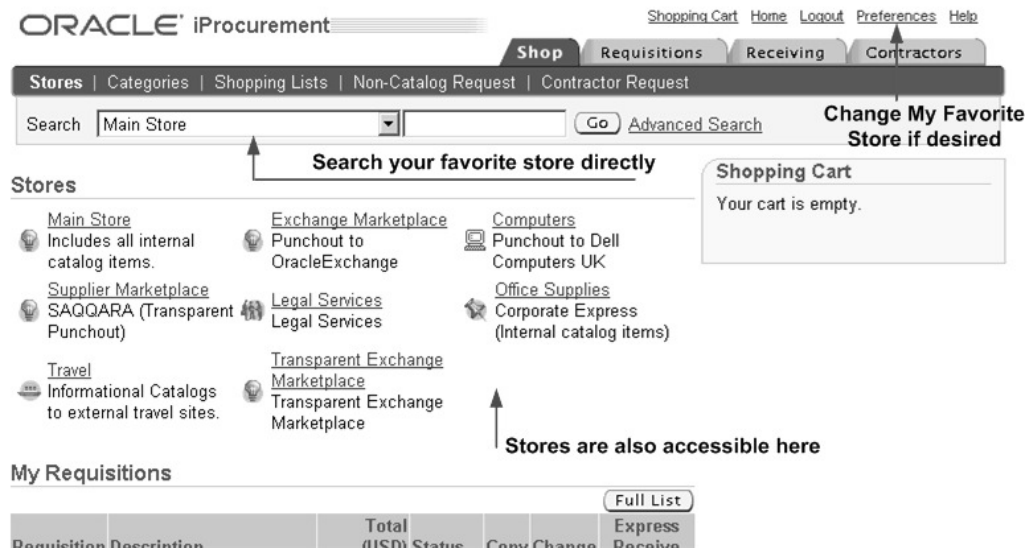 ORACLE iProcurement
Shopping Cart Home Logout Preferences Help
Shop Requisitions Receiving Contractors
Stores | Categories | Shopping Lists | Non-Catalog Request | Contractor Request
Search Main Store Go Advanced Search
Change My Favorite
Store if desired
Search your favorite store directly
Shopping Cart
Your cart is empty.
Stores
Main Store
Includes all internal
catalog items.
Exchange Marketplace
Punchout to
OracleExchange
Computers
Punchout to Dell
Computers UK
Supplier Marketplace
SAQQARA (Transparent
Punchout)
Legal Services
Legal Services
Office Supplies
Corporate Express
(Internal catalog items)
Travel
Informational Catalogs
to external travel sites.
Transparent Exchange
Marketplace
Transparent Exchange
Marketplace
Stores are also accessible here
My Requisitions
Full List
Total Express
Requisition Description (USD) Status Copy Change Receive